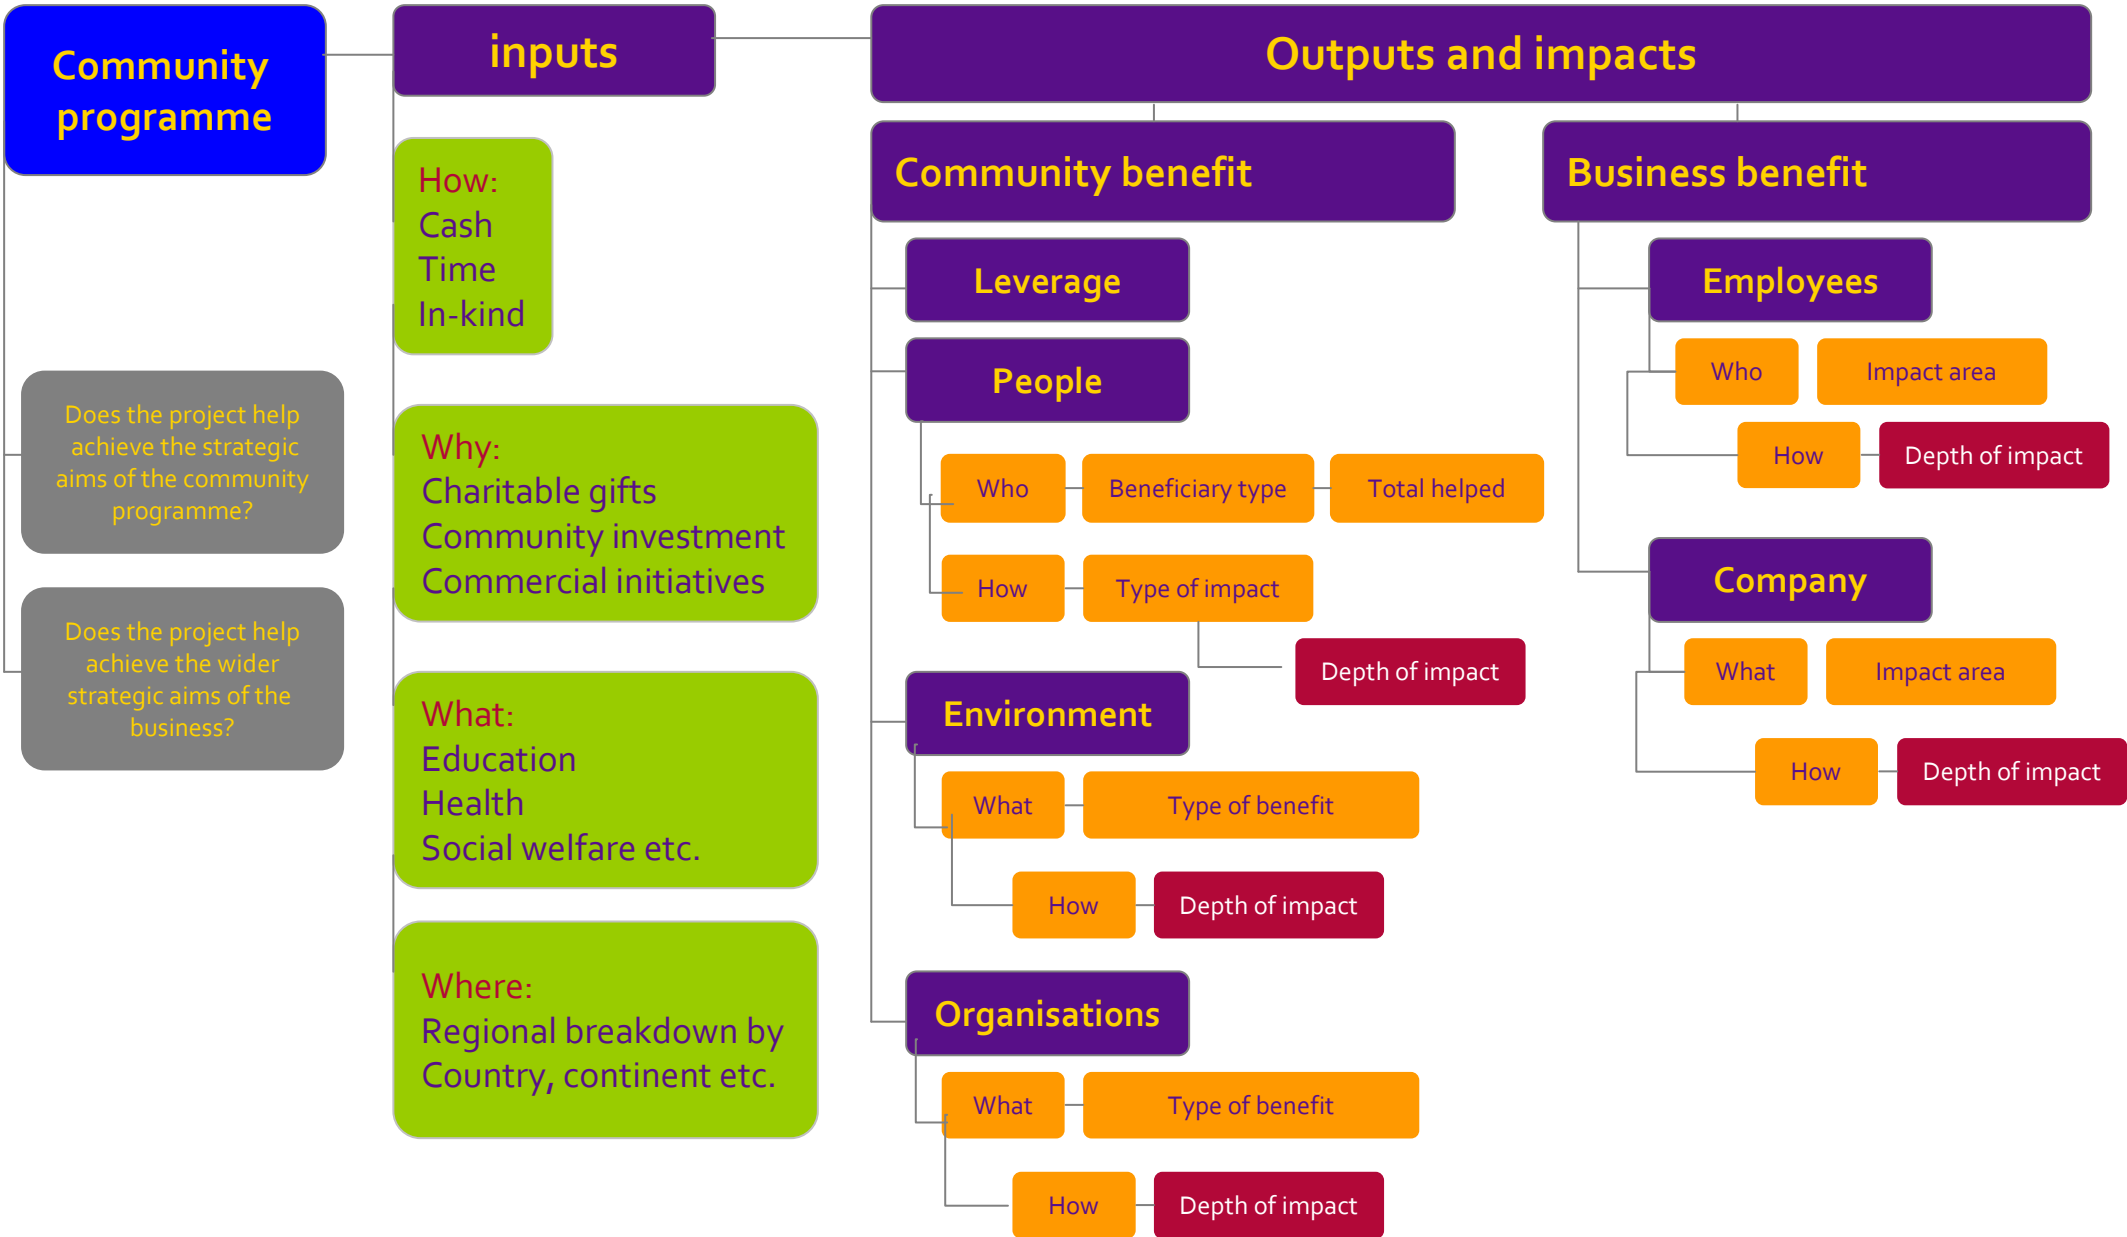 Community
programme
Does the project help
achieve the strategic
aims of the community
programme?
Does the project help
achieve the wider
strategic aims of the
business?
inputs
How:
Cash
Time
In-kind
Why:
Charitable gifts
Community investment
Commercial initiatives
What:
Education
Health
Social welfare etc.
Where:
Regional breakdown by
Country, continent etc.
Outputs and impacts
Community benefit
Leverage
People
Who
Beneficiary type
Total helped
How
Type of impact
Depth of impact
Environment
What
Type of benefit
How
Depth of impact
Organisations
What
Type of benefit
How
Depth of impact
Business benefit
Employees
Who
Impact area
How
Depth of impact
Company
What
Impact area
How
Depth of impact